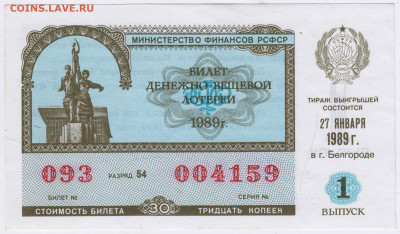 COINS.LAY.RU
МИНИСТЕРСТВО ФИНАНСОВ РСФСР
БИЛЕТ
ДЕНЕЖНО-ВЕЩЕВОЙ
ЛОТЕРЕИ
1989г.
ТИРАЖ ВЫИГРЫШЕЙ
СОСТОИТСЯ
27 ЯНВАРЯ
1989 г.
в г. Белгороде
093 РАЗРЯД 54 004159
БИЛЕТ № СЕРИЯ №
1
ВЫПУСК
СТОИМОСТЬ БИЛЕТА 30 ТРИДЦАТЬ КОПЕЕК